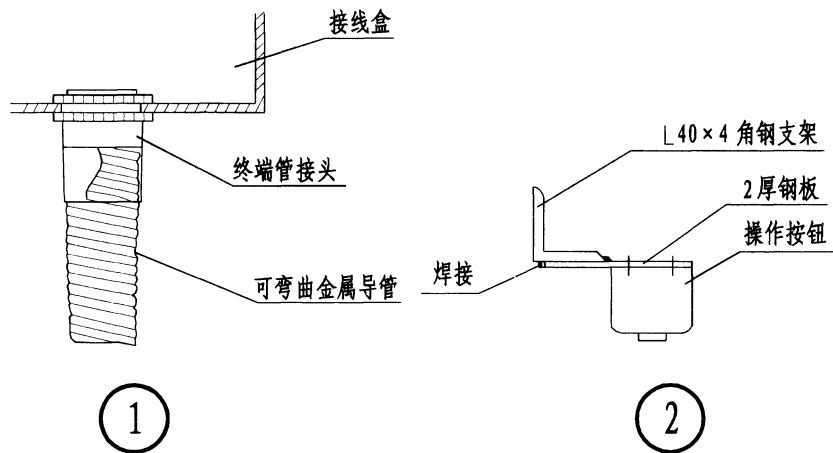 接线盒
终端管接头
可弯曲金属导管
1
L40×4 角钢支架
2厚钢板
操作按钮
焊接
2